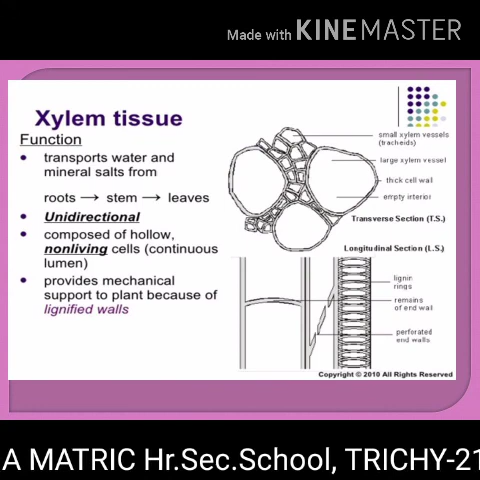 Made with KINEMASTER
Xylem tissue
Function
• transports water and
mineral salts from
roots → stem → leaves
• Unidirectional
• composed of hollow,
nonliving cells (continuous
lumen)
• provides mechanical
support to plant because of
lignified walls
small xylem vessels
(tracheids)
large xylem vessel
thick cell wall
empty interior
Transverse Section (T.S.)
Longitudinal Section (L.S.)
lignin
rings
remains
of end wall
perforated
end walls
Copyright © 2010 All Rights Reserved
A MATRIC Hr.Sec.School, TRICHY-21